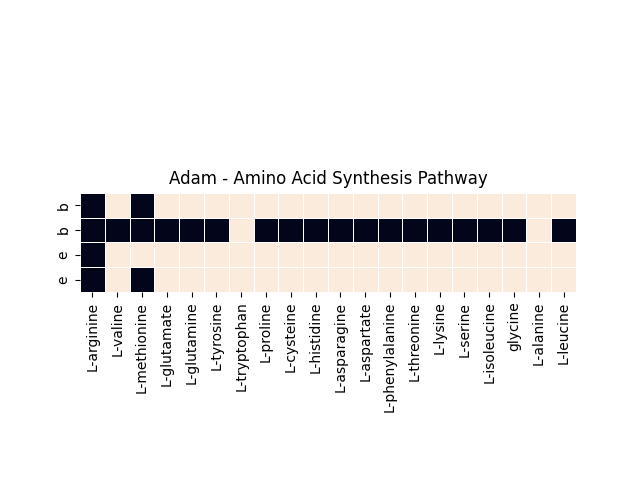 Adam - Amino Acid Synthesis Pathway
b
b
e
e
L-arginine
L-valine
L-methionine
L-glutamate
L-glutamine
L-tyrosine
L-tryptophan
L-proline
L-cysteine
L-histidine
L-asparagine
L-aspartate
L-phenylalanine
L-threonine
L-lysine
L-serine
L-isoleucine
glycine
L-alanine
L-leucine